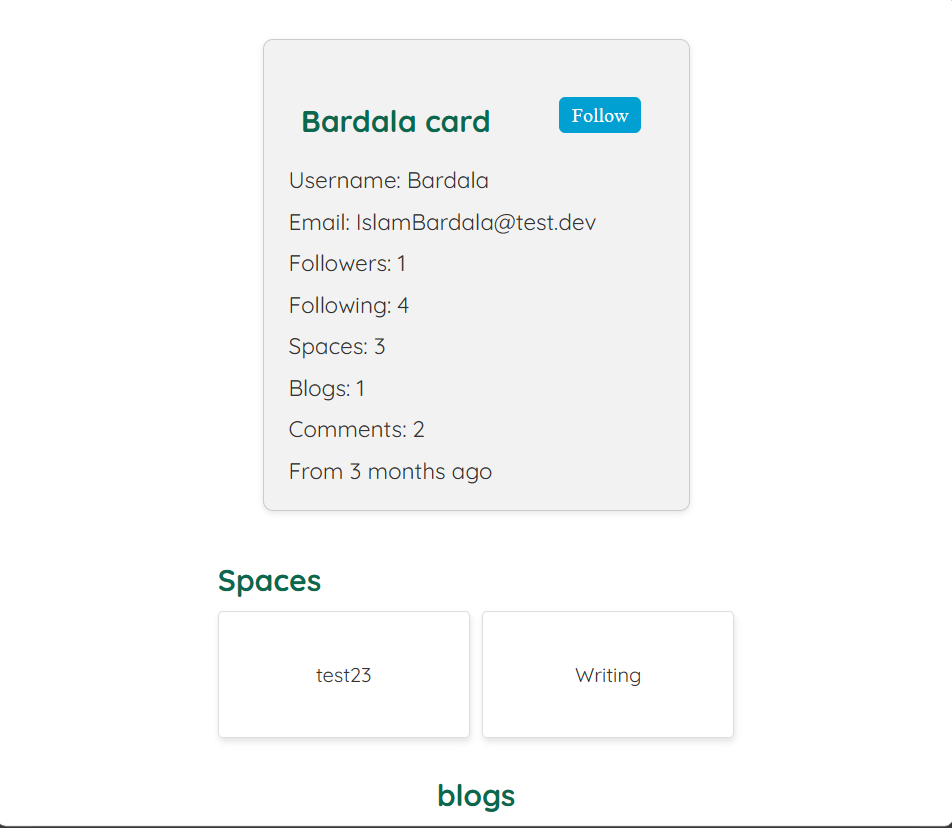 Bardala card
Follow
Username: Bardala
Email: IslamBardala@test.dev
Followers: 1
Following: 4
Spaces: 3
Blogs: 1
Comments: 2
From 3 months ago
Spaces
test23
Writing
blogs